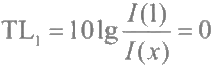 TL₁ = 10 lg I(1)/I(x) = 0